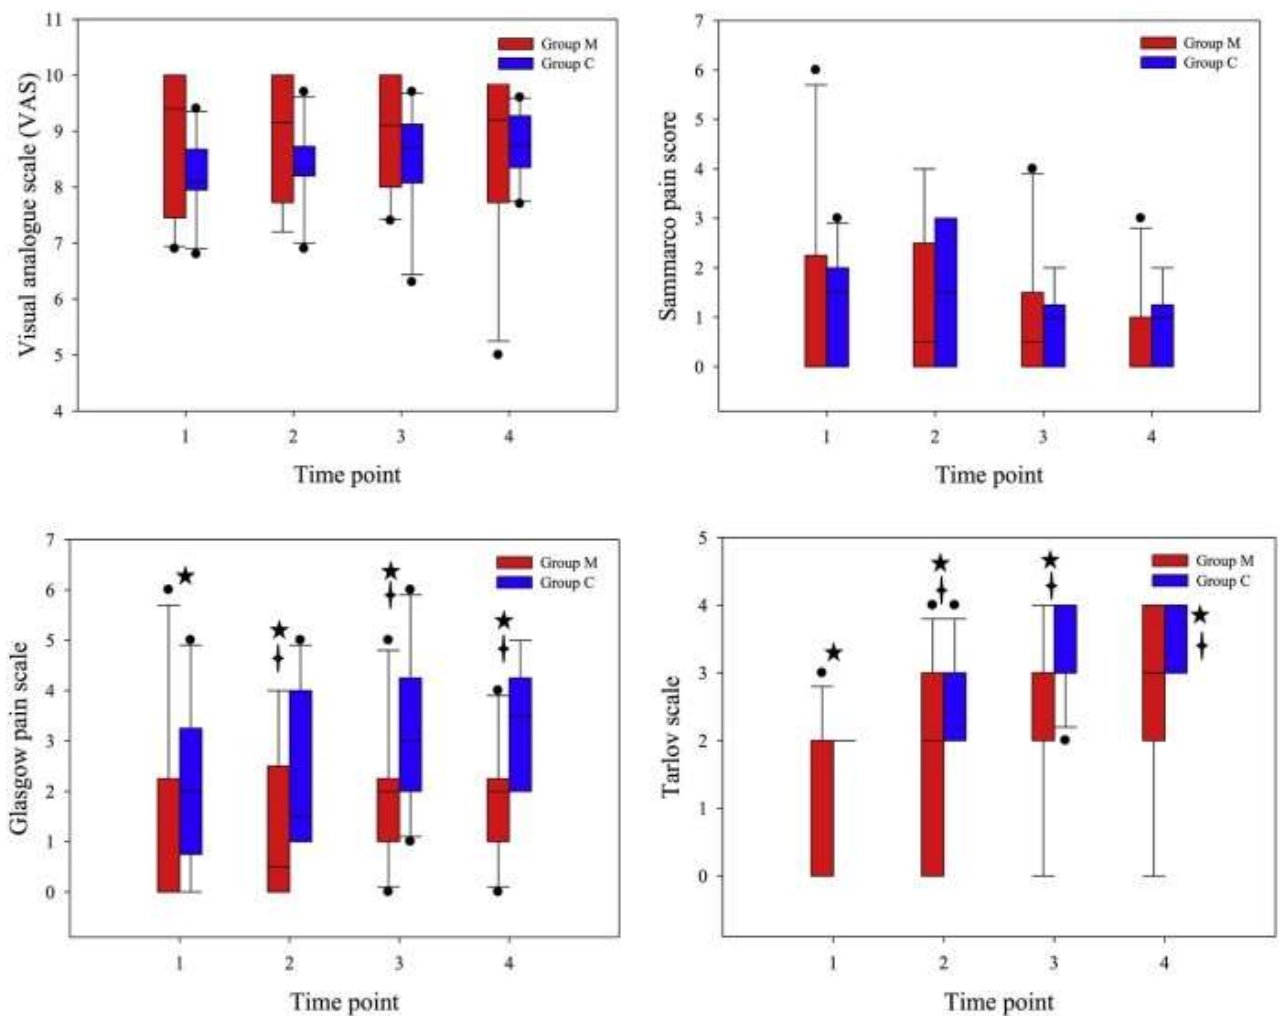 Visual analogue scale (VAS)
11
10
9
8
7
6
5
4
Group M
Group C
1 2 3 4
Time point
Sammarco pain score
7
6
5
4
3
2
1
0
Group M
Group C
1 2 3 4
Time point
Glasgow pain scale
7
6
5
4
3
2
1
0
Group M
Group C
1 2 3 4
Time point
Tarlov scale
5
4
3
2
1
0
Group M
Group C
1 2 3 4
Time point